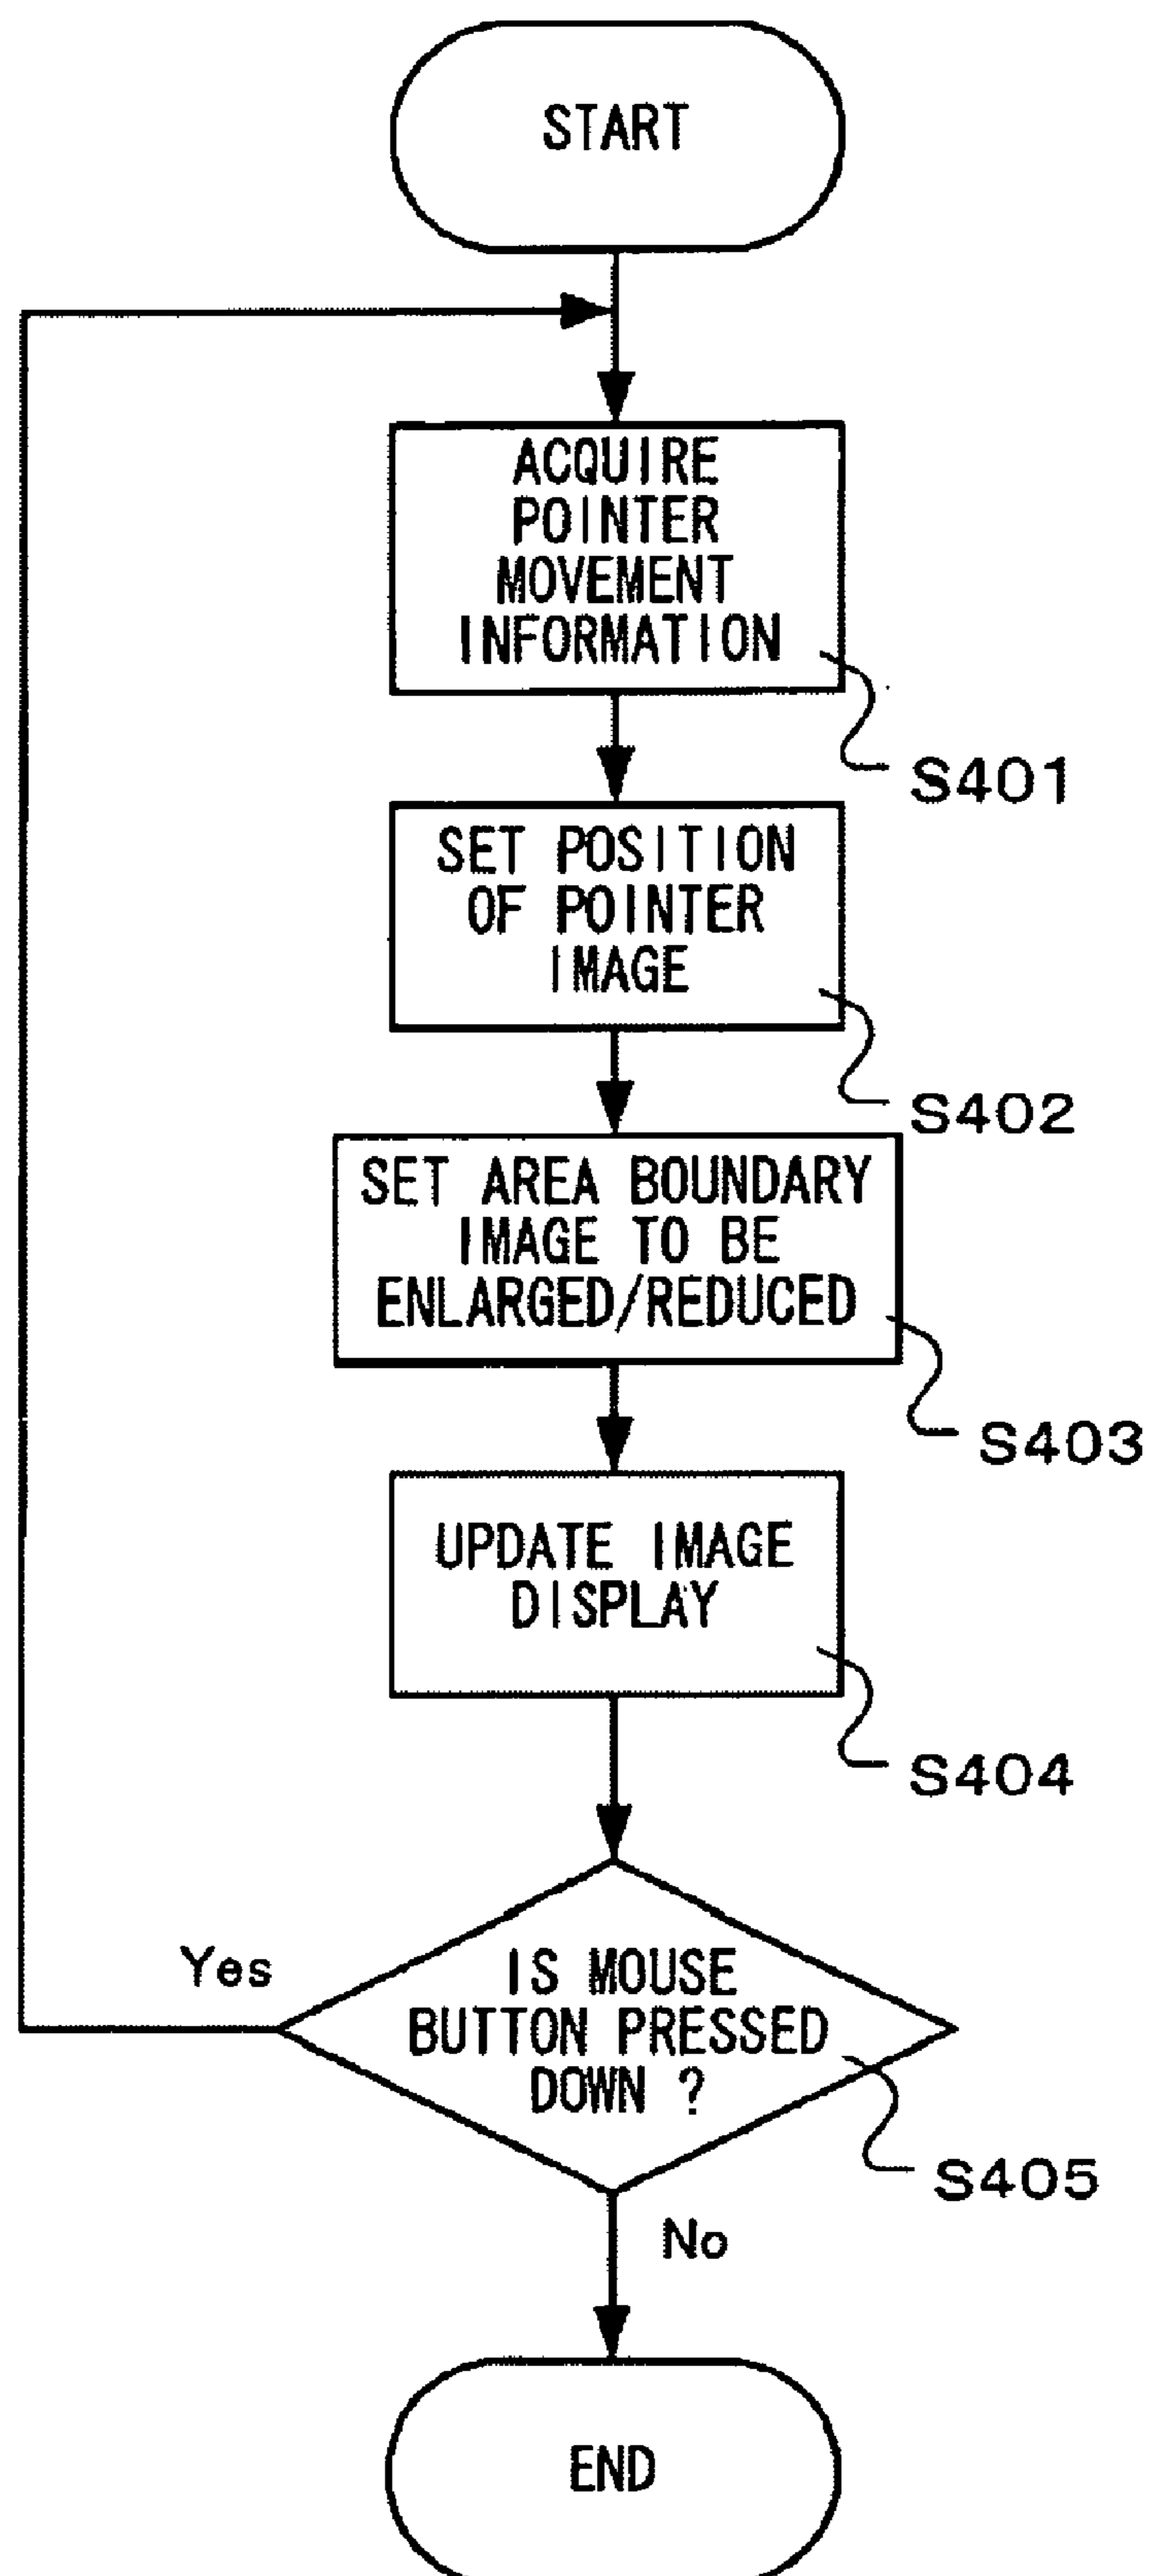 START
ACQUIRE
POINTER
MOVEMENT
INFORMATION
S401
SET POSITION
OF POINTER
IMAGE
S402
SET AREA BOUNDARY
IMAGE TO BE
ENLARGED/REDUCED
S403
UPDATE IMAGE
DISPLAY
S404
Yes
IS MOUSE
BUTTON PRESSED
DOWN ?
S405
No
END